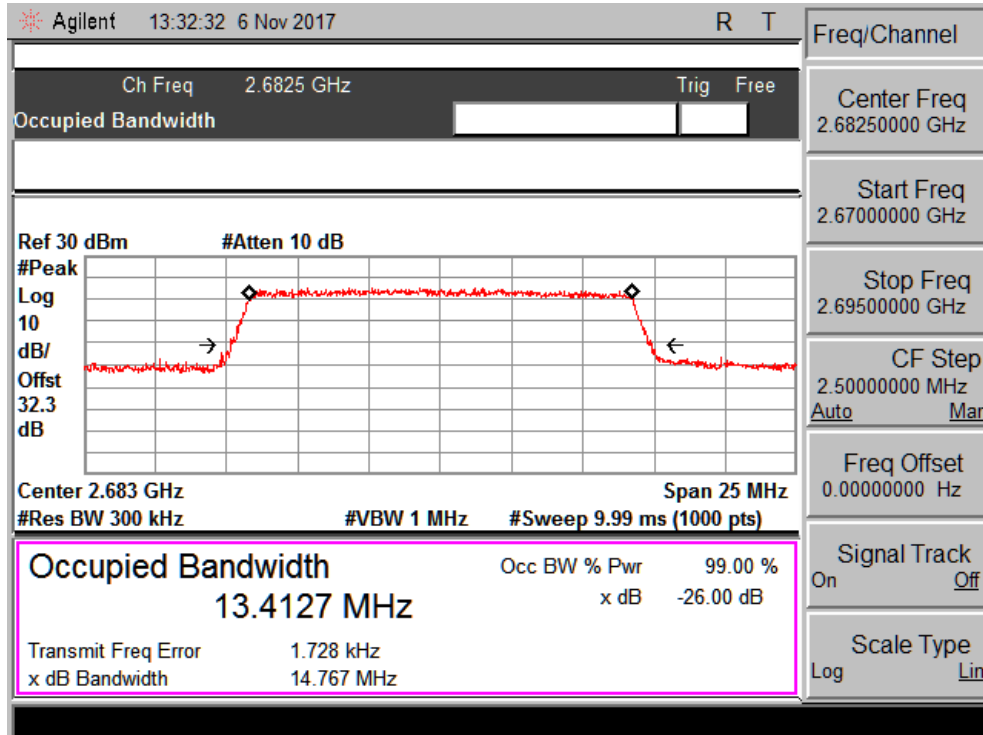 Agilent 13:32:32 6 Nov 2017 R T
Freq/Channel
Ch Freq 2.6825 GHz Trig Free
Occupied Bandwidth
Center Freq
2.68250000 GHz
Start Freq
2.67000000 GHz
Stop Freq
2.69500000 GHz
CF Step
2.50000000 MHz
Auto Man
Freq Offset
0.00000000 Hz
Signal Track
On Off
Scale Type
Log Lin
Ref 30 dBm #Atten 10 dB
#Peak
Log
10
dB/
Offst
32.3
dB
Center 2.683 GHz Span 25 MHz
#Res BW 300 kHz #VBW 1 MHz #Sweep 9.99 ms (1000 pts)
Occupied Bandwidth Occ BW % Pwr 99.00 %
13.4127 MHz x dB -26.00 dB
Transmit Freq Error 1.728 kHz
x dB Bandwidth 14.767 MHz